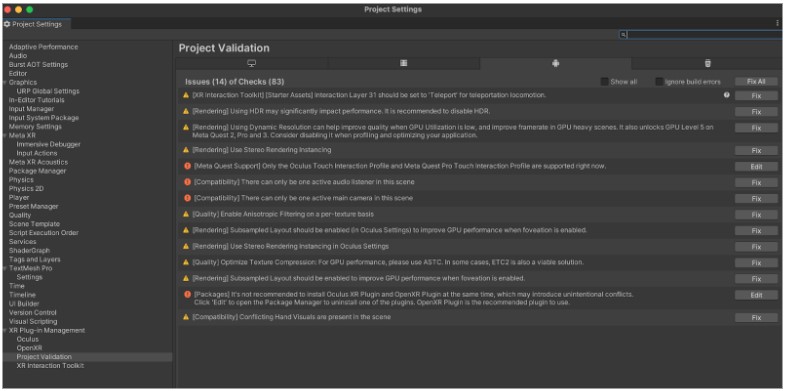 Project Settings
Project Settings
Adaptive Performance
Audio
Burst AOT Settings
Editor
Graphics
URP Global Settings
In-Editor Tutorials
Input Manager
Input System Package
Memory Settings
Meta XR
Immersive Debugger
Input Actions
Meta XR Acoustics
Package Manager
Physics
Physics 2D
Player
Preset Manager
Quality
Scene Template
Script Execution Order
Services
ShaderGraph
Tags and Layers
TextMesh Pro
Settings
Time
Timeline
UI Builder
Version Control
Visual Scripting
XR Plug-in Management
Oculus
OpenXR
Project Validation
XR Interaction Toolkit
Project Validation
Issues (14) of Checks (83)
Show all
Ignore build errors
Fix All
[XR Interaction Toolkit] [Starter Assets] Interaction Layer 31 should be set to 'Teleport' for teleportation locomotion.
Fix
[Rendering] Using HDR may significantly impact performance. It is recommended to disable HDR.
Fix
[Rendering] Using Dynamic Resolution can help improve quality when GPU Utilization is low, and improve framerate in GPU heavy scenes. It also unlocks GPU Level 5 on
Meta Quest 2, Pro and 3. Consider disabling it when profiling and optimizing your application.
Fix
[Rendering] Use Stereo Rendering Instancing
Fix
[Meta Quest Support] Only the Oculus Touch Interaction Profile and Meta Quest Pro Touch Interaction Profile are supported right now.
Edit
[Compatibility] There can only be one active audio listener in this scene
Fix
[Compatibility] There can only be one active main camera in this scene
Fix
[Quality] Enable Anisotropic Filtering on a per-texture basis
Fix
[Rendering] Subsampled Layout should be enabled (in Oculus Settings) to improve GPU performance when foveation is enabled.
Fix
[Rendering] Use Stereo Rendering Instancing in Oculus Settings
Fix
[Quality] Optimize Texture Compression: For GPU performance, please use ASTC. In some cases, ETC2 is also a viable solution.
Fix
[Rendering] Subsampled Layout should be enabled to improve GPU performance when foveation is enabled.
Fix
[Packages] It's not recommended to install Oculus XR Plugin and OpenXR Plugin at the same time, which may introduce unintentional conflicts.
Click 'Edit' to open the Package Manager to uninstall one of the plugins. OpenXR Plugin is the recommended plugin to use.
Edit
[Compatibility] Conflicting Hand Visuals are present in the scene
Fix